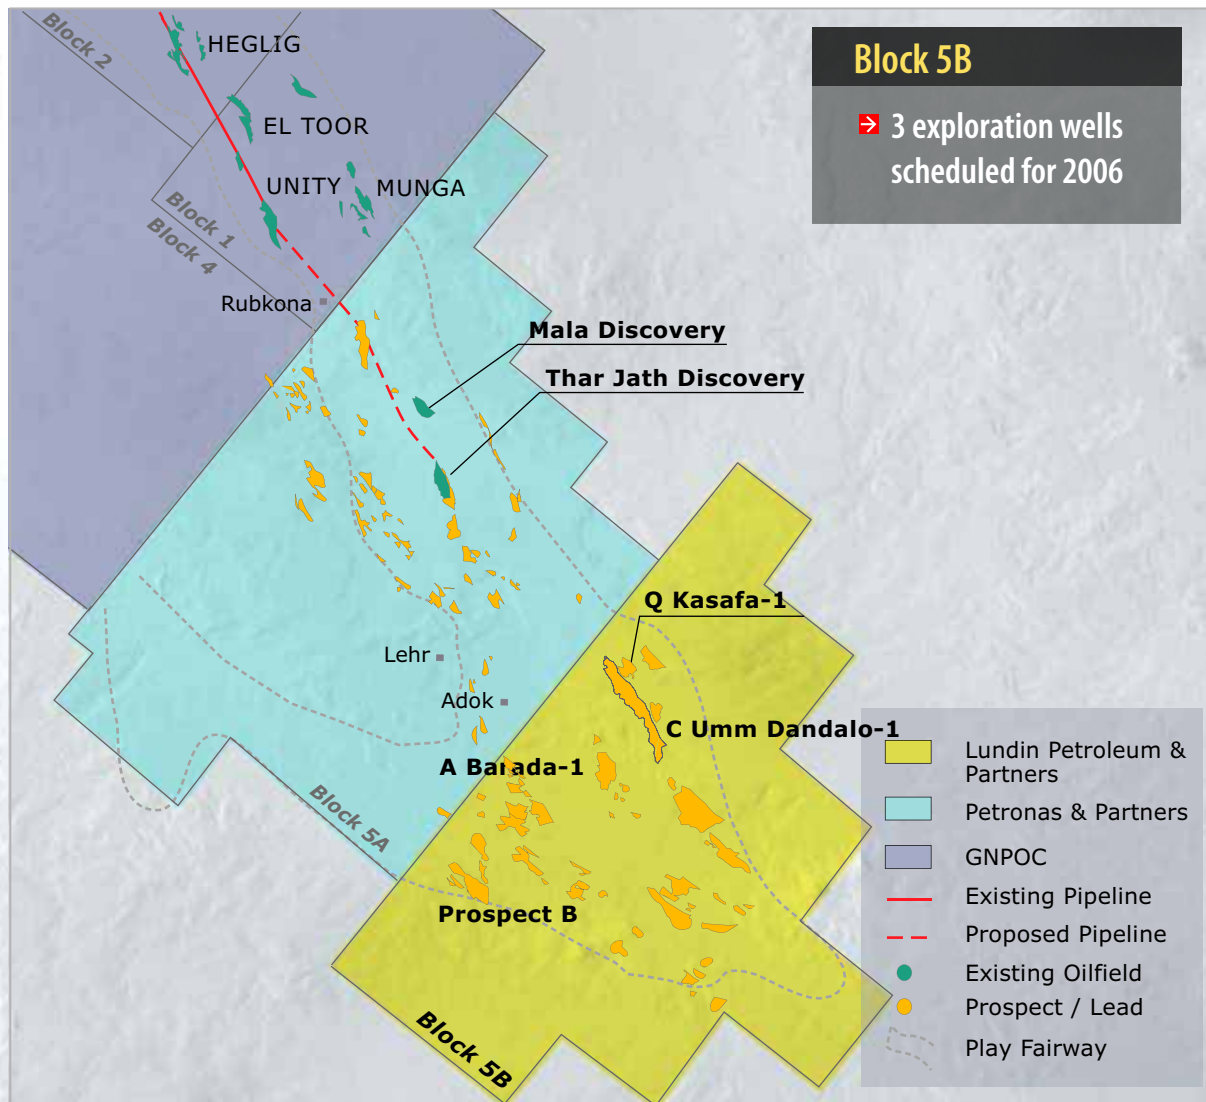 Block 2
HEGLIG
EL TOOR
UNITY
MUNGA
Block 1
Block 4
Rubkona
Block 5B
3 exploration wells
scheduled for 2006
Mala Discovery
Thar Jath Discovery
Q Kasafa-1
Lehr
Adok
C Umm Dandalo-1
A Barada-1
Block 5A
Prospect B
Block 5B
Lundin Petroleum &
Partners
Petronas & Partners
GNPOC
Existing Pipeline
Proposed Pipeline
Existing Oilfield
Prospect / Lead
Play Fairway